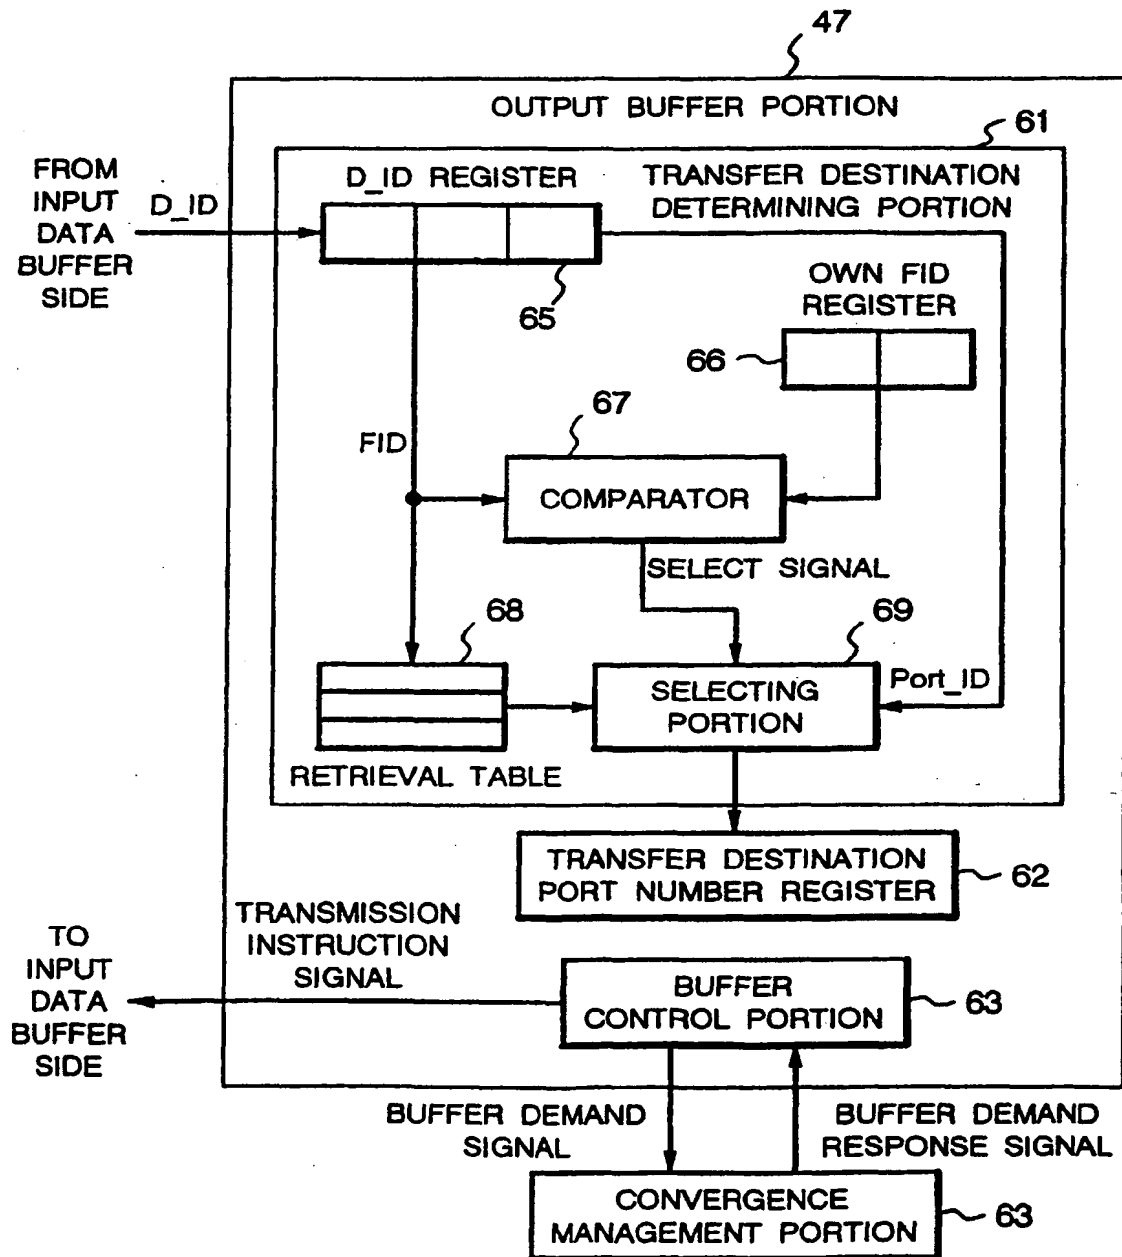 47
OUTPUT BUFFER PORTION
61
FROM
INPUT
DATA
BUFFER
SIDE
D_ID
D_ID REGISTER
TRANSFER DESTINATION
DETERMINING PORTION
65
OWN FID
REGISTER
66
67
FID
COMPARATOR
SELECT SIGNAL
68
69
SELECTING
PORTION
Port_ID
RETRIEVAL TABLE
TRANSFER DESTINATION
PORT NUMBER REGISTER
62
TRANSMISSION
INSTRUCTION
SIGNAL
TO
INPUT
DATA
BUFFER
SIDE
BUFFER
CONTROL PORTION
63
BUFFER DEMAND
SIGNAL
BUFFER DEMAND
RESPONSE SIGNAL
CONVERGENCE
MANAGEMENT PORTION
63